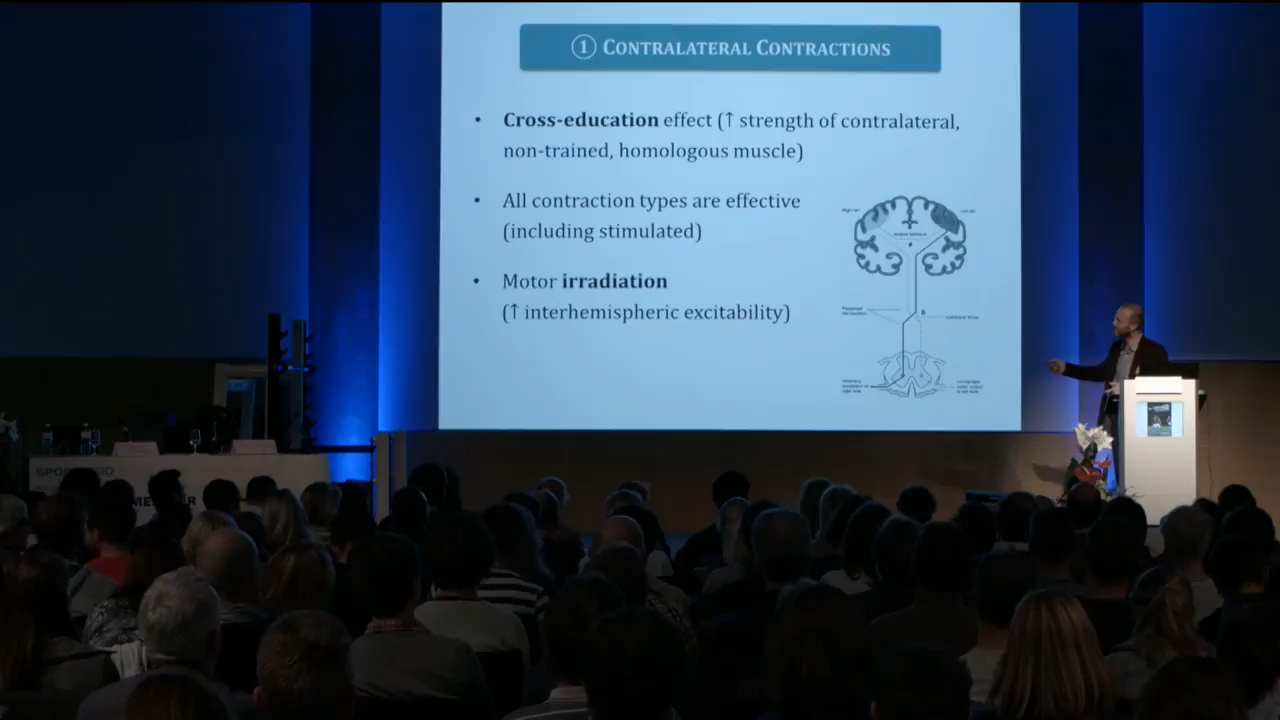 ① CONTRALATERAL CONTRACTIONS
• Cross-education effect (↑ strength of contralateral,
non-trained, homologous muscle)
• All contraction types are effective
(including stimulated)
• Motor irradiation
(↑ interhemispheric excitability)